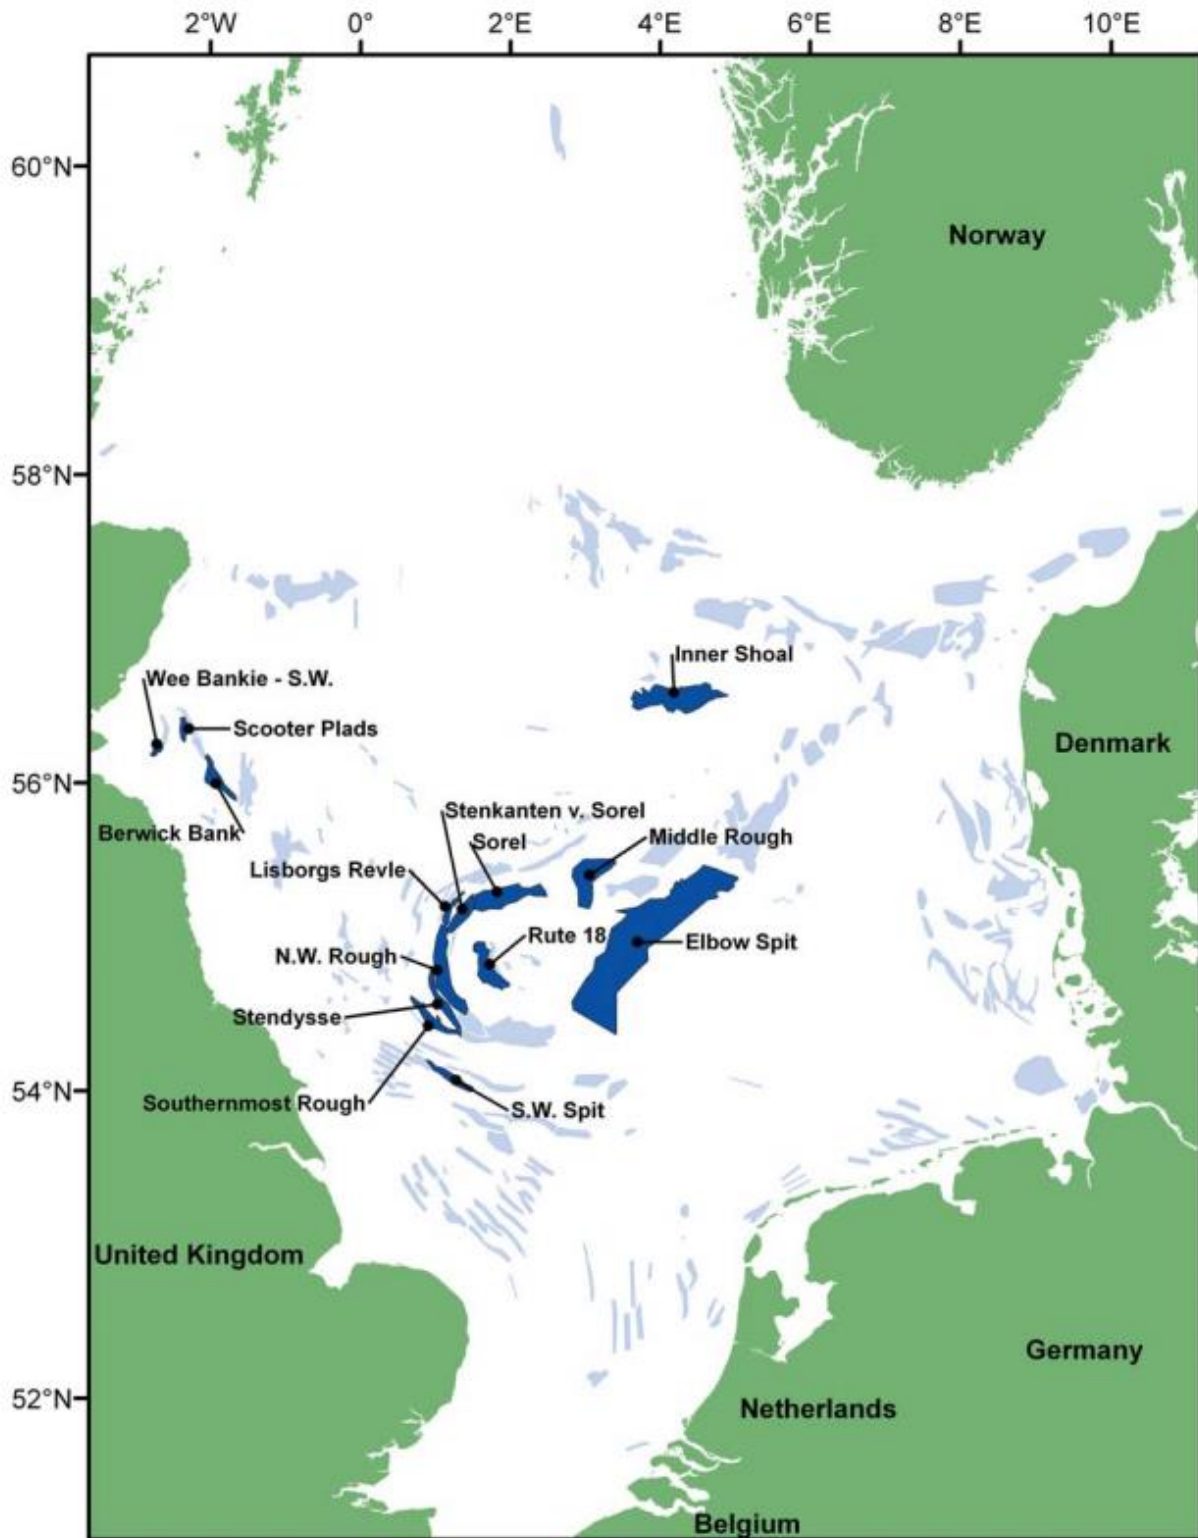 2°W 0° 2°E 4°E 6°E 8°E 10°E
60°N
Norway
58°N
Inner Shoal
Wee Bankie - S.W.
Scooter Plads
Denmark
56°N
Stenkanten v. Sorel
Berwick Bank
Middle Rough
Sorel
Lisborgs Revle
Rute 18
Elbow Spit
N.W. Rough
Stendysse
54°N
Southernmost Rough
S.W. Spit
United Kingdom
Germany
52°N
Netherlands
Belgium